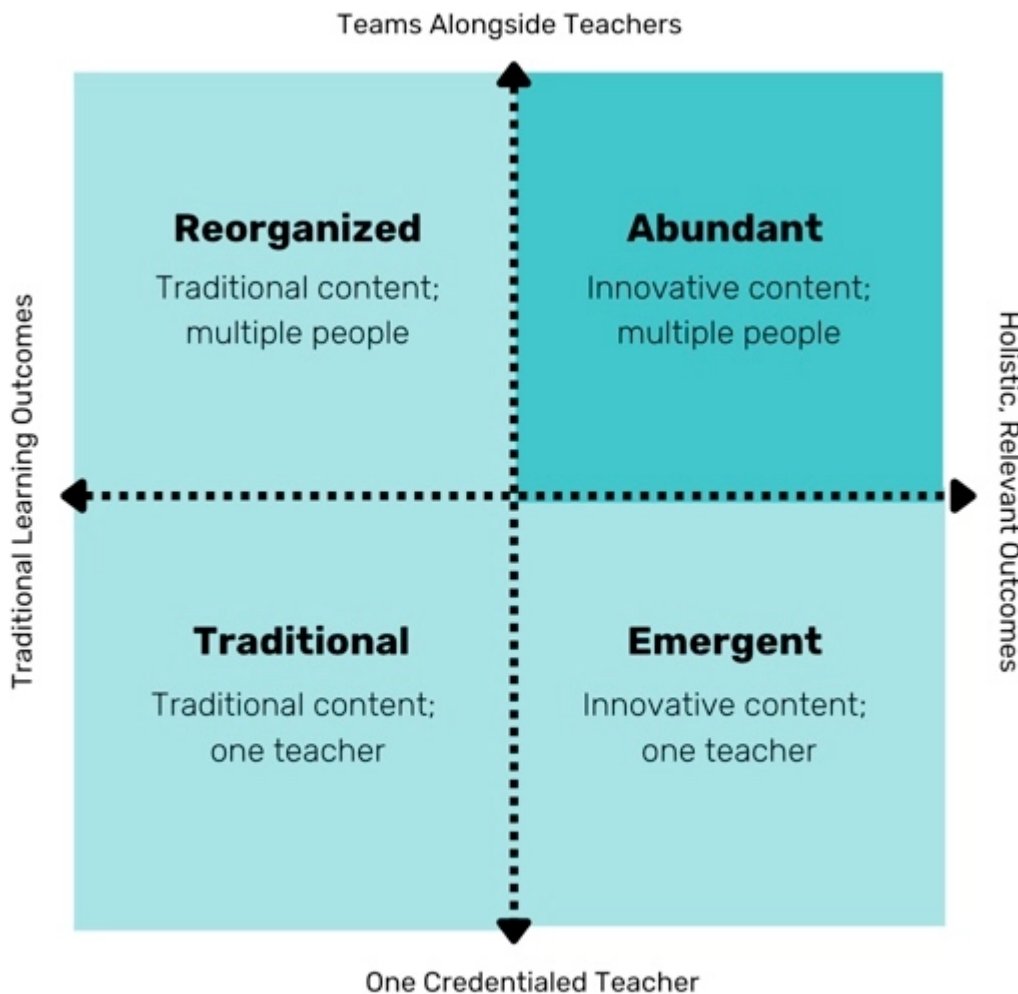 Teams Alongside Teachers
Reorganized
Traditional content;
multiple people
Abundant
Innovative content;
multiple people
Traditional Learning Outcomes
Holistic, Relevant Outcomes
Traditional
Traditional content;
one teacher
Emergent
Innovative content;
one teacher
One Credentialed Teacher